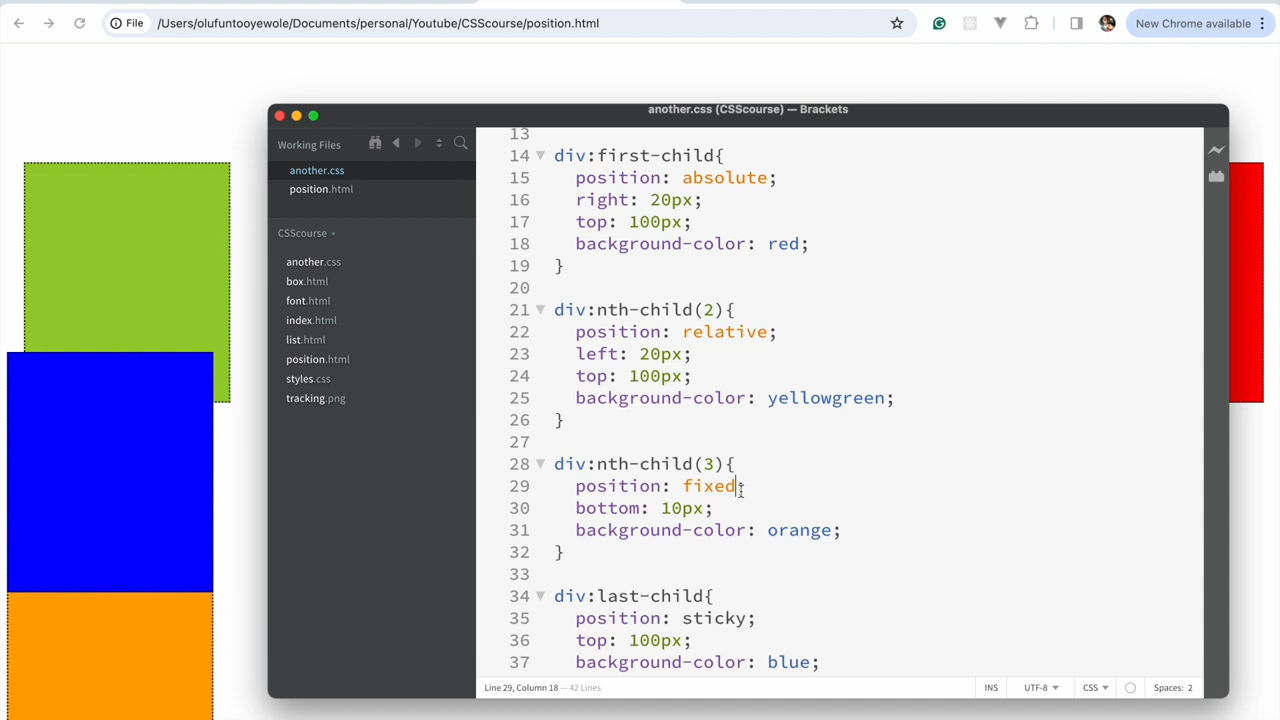 File /Users/olufuntooyewole/Documents/personal/Youtube/CSScourse/position.html
New Chrome available
another.css (CSScourse) — Brackets
Working Files
another.css
position.html
CSScourse
another.css
box.html
font.html
index.html
list.html
position.html
styles.css
tracking.png
13
14 div:first-child{
15 position: absolute;
16 right: 20px;
17 top: 100px;
18 background-color: red;
19 }
20
21 div:nth-child(2){
22 position: relative;
23 left: 20px;
24 top: 100px;
25 background-color: yellowgreen;
26 }
27
28 div:nth-child(3){
29 position: fixed
30 bottom: 10px;
31 background-color: orange;
32 }
33
34 div:last-child{
35 position: sticky;
36 top: 100px;
37 background-color: blue;
Line 29, Column 18 — 42 Lines
INS UTF-8 CSS Spaces: 2